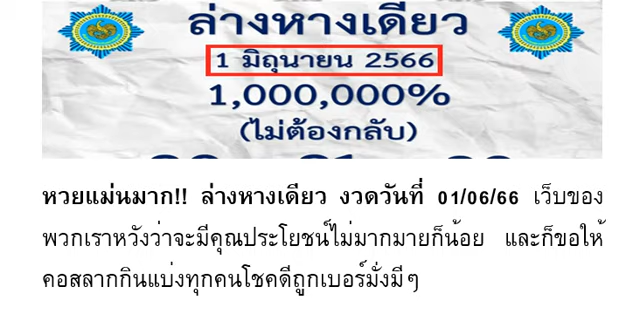 ล่างหางเดียว
1 มิถุนายน 2566
1,000,000%
(ไม่ต้องกลับ)
หวยแม่นมาก!! ล่างหางเดียว งวดวันที่ 01/06/66 เว็บของ
พวกเราหวังว่าจะมีคุณประโยชน์ไม่มากมายก็น้อย และก็ขอให้
คอสลากกินแบ่งทุกคนโชคดีถูกเบอร์มั่งมีๆ